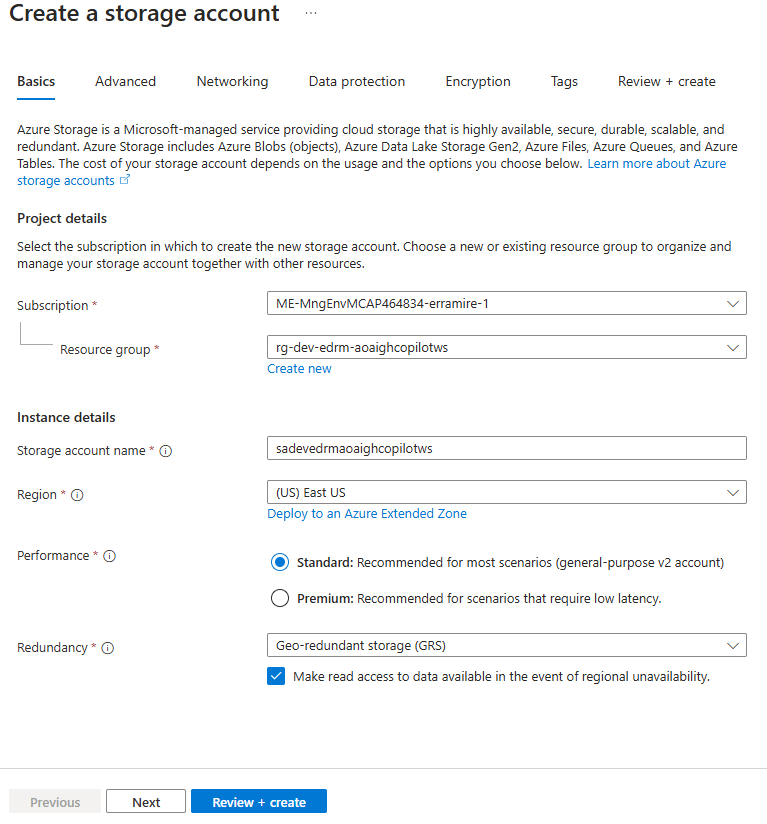 Create a storage account ...
Basics Advanced Networking Data protection Encryption Tags Review + create
Azure Storage is a Microsoft-managed service providing cloud storage that is highly available, secure, durable, scalable, and
redundant. Azure Storage includes Azure Blobs (objects), Azure Data Lake Storage Gen2, Azure Files, Azure Queues, and Azure
Tables. The cost of your storage account depends on the usage and the options you choose below. Learn more about Azure
storage accounts
Project details
Select the subscription in which to create the new storage account. Choose a new or existing resource group to organize and
manage your storage account together with other resources.
Subscription * ME-MngEnvMCAP464834-erramire-1
Resource group * rg-dev-edrm-aoaighcopilotws
Create new
Instance details
Storage account name * sadevedrmaoaighcopilotws
Region * (US) East US
Deploy to an Azure Extended Zone
Performance * Standard: Recommended for most scenarios (general-purpose v2 account)
Premium: Recommended for scenarios that require low latency.
Redundancy * Geo-redundant storage (GRS)
Make read access to data available in the event of regional unavailability.
Previous Next Review + create